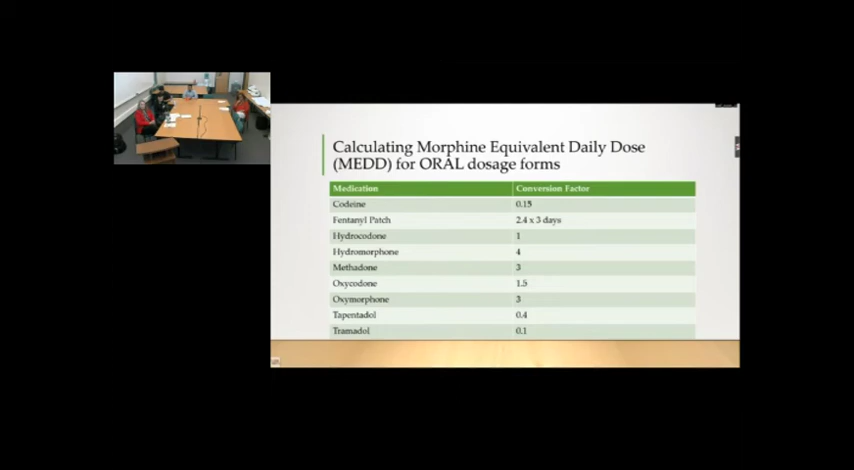 Calculating Morphine Equivalent Daily Dose
(MEDD) for ORAL dosage forms
Medication Conversion Factor
Codeine 0.15
Fentanyl Patch 2.4 x 3 days
Hydrocodone 1
Hydromorphone 4
Methadone 3
Oxycodone 1.5
Oxymorphone 3
Tapentadol 0.4
Tramadol 0.1